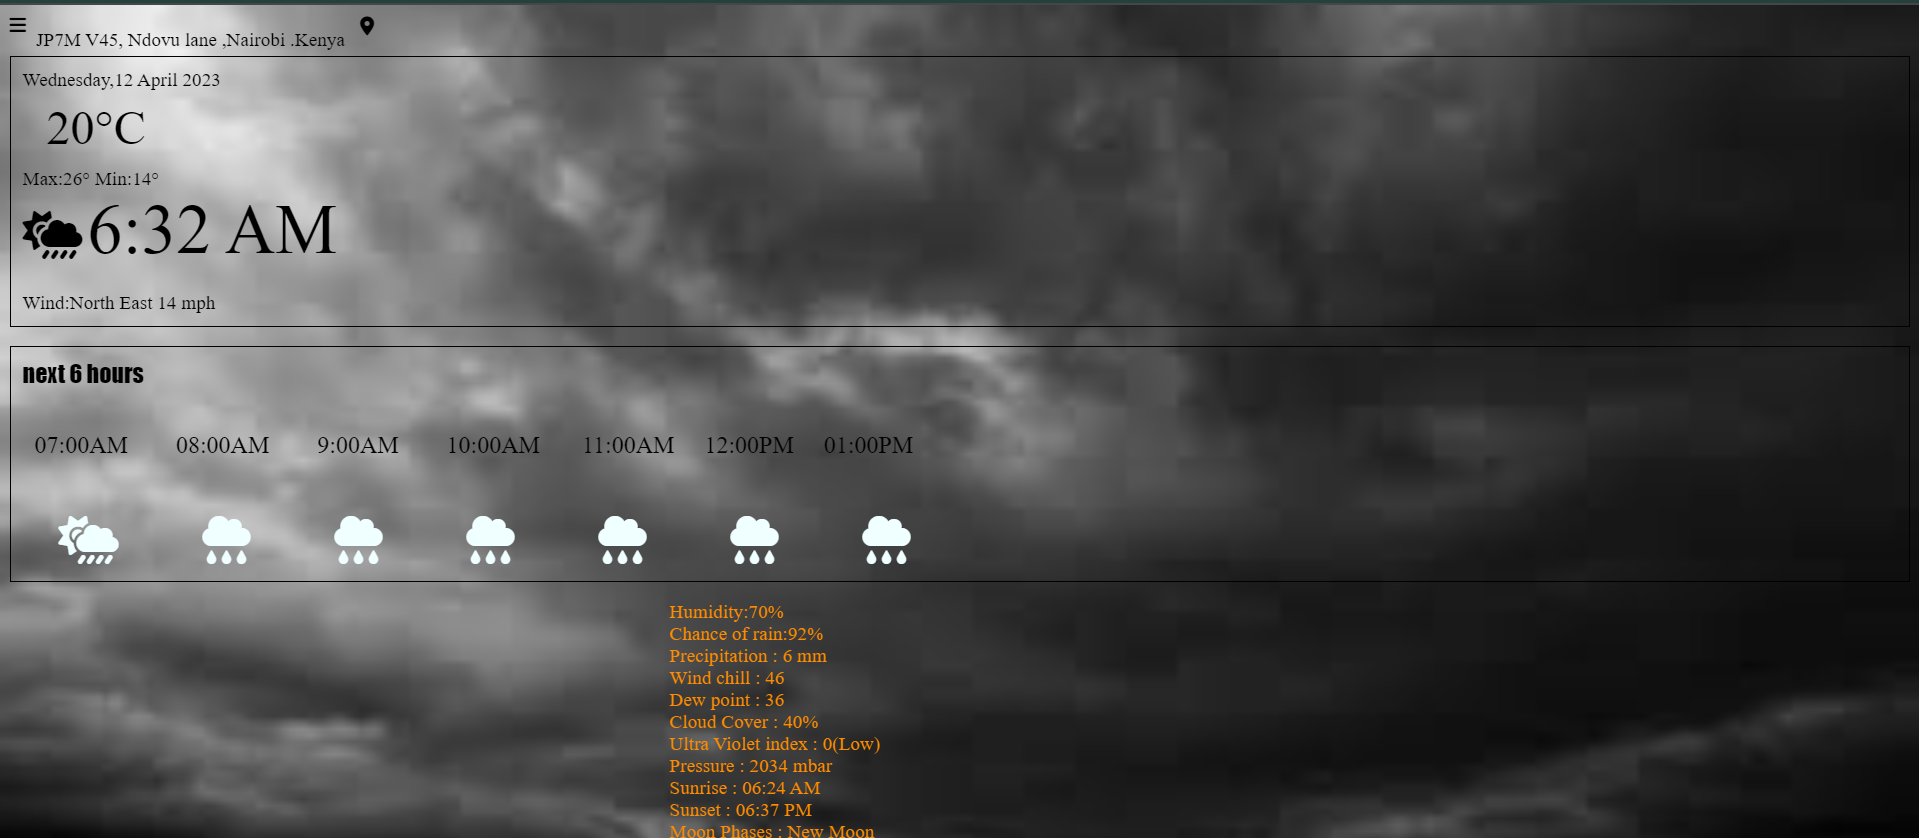 JP7M V45, Ndovu lane ,Nairobi .Kenya
Wednesday,12 April 2023
20°C
Max:26° Min:14°
6:32 AM
Wind:North East 14 mph
next 6 hours
07:00AM 08:00AM 9:00AM 10:00AM 11:00AM 12:00PM 01:00PM
Humidity:70%
Chance of rain:92%
Precipitation : 6 mm
Wind chill : 46
Dew point : 36
Cloud Cover : 40%
Ultra Violet index : 0(Low)
Pressure : 2034 mbar
Sunrise : 06:24 AM
Sunset : 06:37 PM
Moon Phases : New Moon